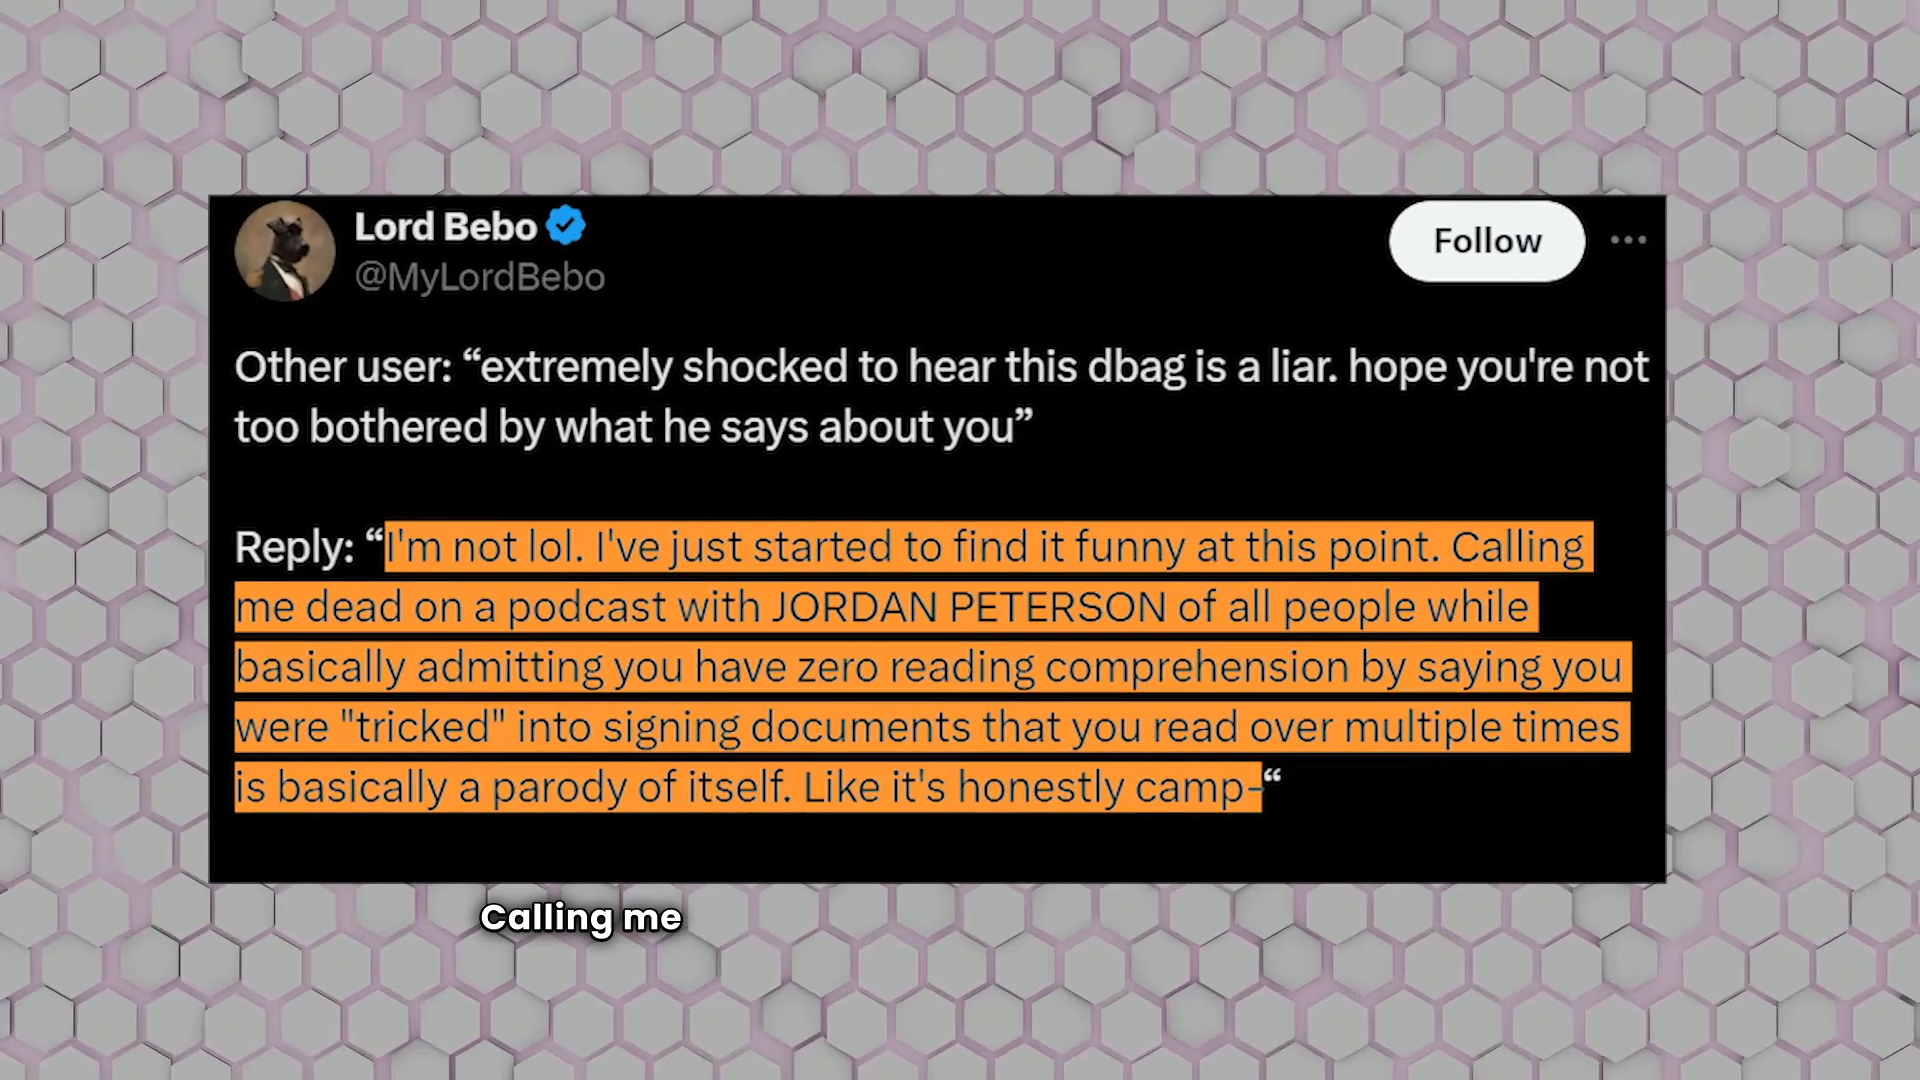 Lord Bebo
Follow
@MyLordBebo
Other user: “extremely shocked to hear this dbag is a liar. hope you're not
too bothered by what he says about you”
Reply: “I'm not lol. I've just started to find it funny at this point. Calling
me dead on a podcast with JORDAN PETERSON of all people while
basically admitting you have zero reading comprehension by saying you
were "tricked" into signing documents that you read over multiple times
is basically a parody of itself. Like it's honestly camp-“
Calling me